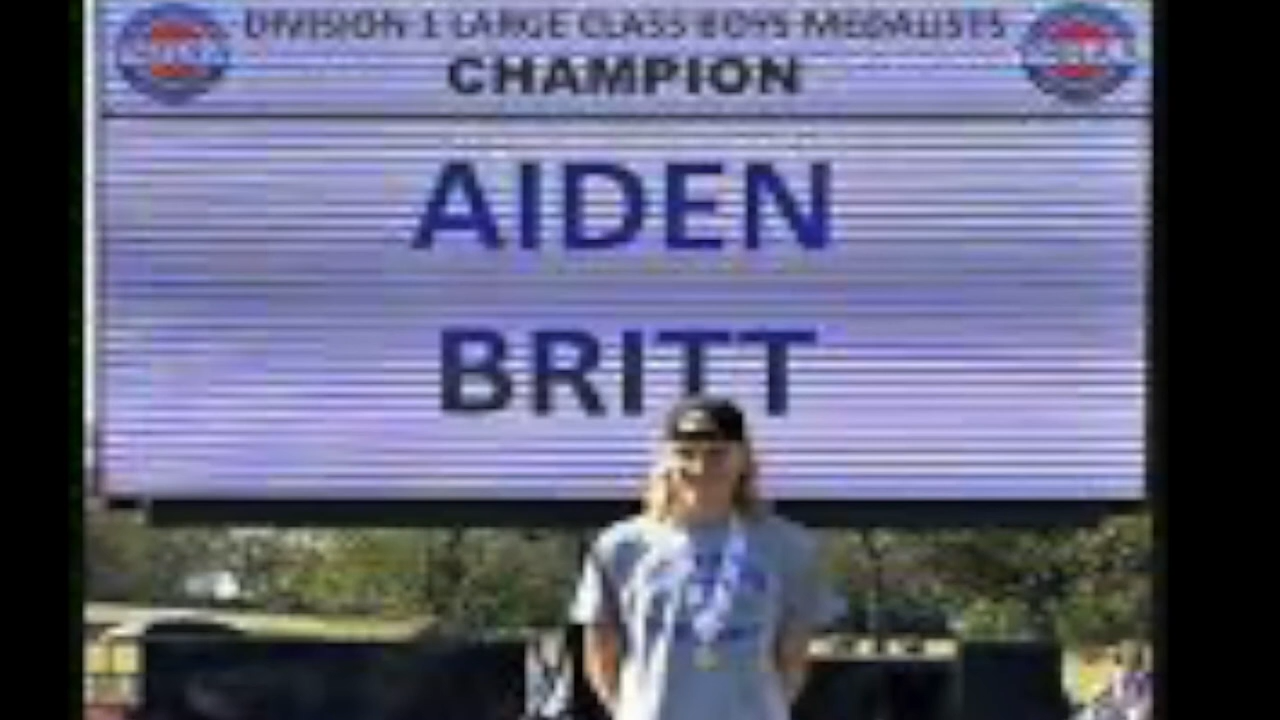 DIVISION 1 LARGE CLASS BOYS MEDALISTS
CHAMPION
AIDEN
BRITT